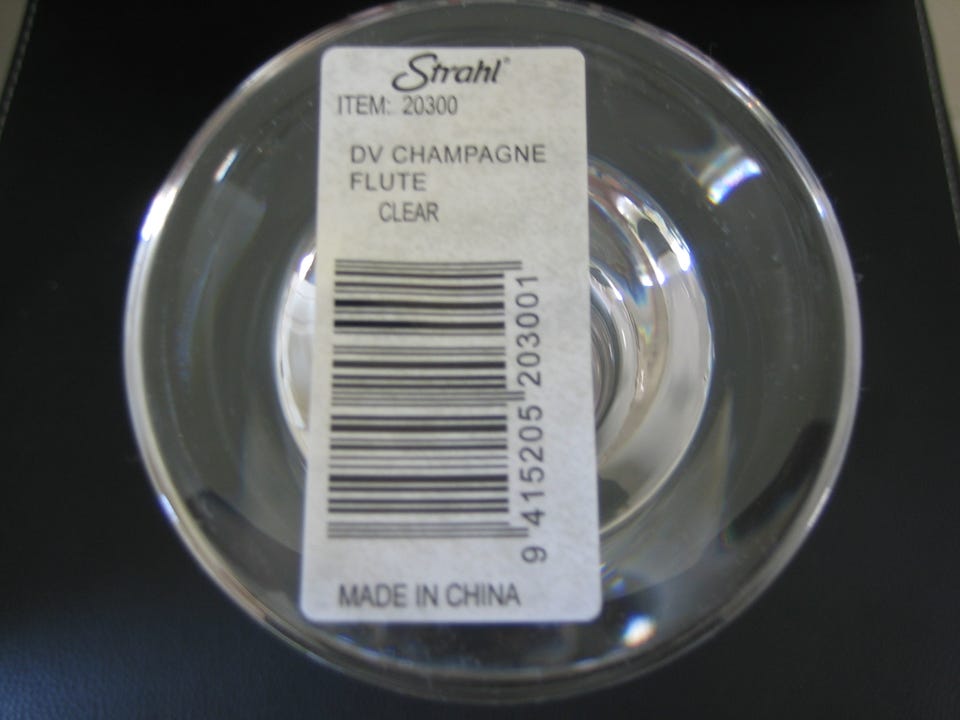 Strahl®
ITEM: 20300
DV CHAMPAGNE
FLUTE
CLEAR
9 415205 203001
MADE IN CHINA